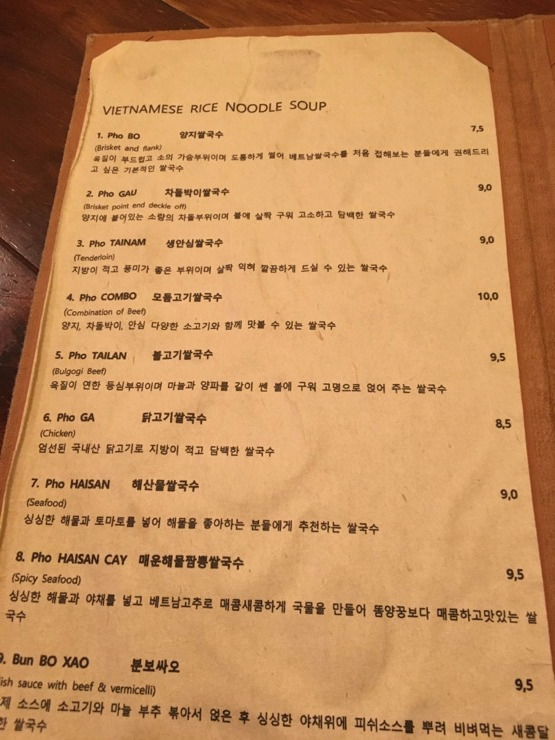 VIETNAMESE RICE NOODLE SOUP
1. Pho BO 양지쌀국수 7,5
(Brisket and flank)
육질이 부드럽고 소의 가슴부위이며 도톰하게 썰어 베트남쌀국수를 처음 접해보는 분들에게 권해드리
고 싶은 기본적인 쌀국수
2. Pho GAU 차돌박이쌀국수 9,0
(Brisket point end deckle off)
양지에 붙어있는 소량의 차돌부위이며 불에 살짝 구워 고소하고 담백한 쌀국수
3. Pho TAINAM 생안심쌀국수 9,0
(Tenderloin)
지방이 적고 풍미가 좋은 부위이며 살짝 익혀 깔끔하게 드실 수 있는 쌀국수
4. Pho COMBO 모듬고기쌀국수 10,0
(Combination of Beef)
양지, 차돌박이, 안심 다양한 소고기와 함께 맛볼 수 있는 쌀국수
5. Pho TAILAN 불고기쌀국수 9,5
(Bulgogi Beef)
육질이 연한 등심부위이며 마늘과 양파를 같이 쎈 불에 구워 고명으로 얹어 주는 쌀국수
6. Pho GA 닭고기쌀국수 8,5
(Chicken)
엄선된 국내산 닭고기로 지방이 적고 담백한 쌀국수
7. Pho HAISAN 해산물쌀국수 9,0
(Seafood)
싱싱한 해물과 토마토를 넣어 해물을 좋아하는 분들에게 추천하는 쌀국수
8. Pho HAISAN CAY 매운해물짬뽕쌀국수 9,5
(Spicy Seafood)
싱싱한 해물과 야채를 넣고 베트남고추로 매콤새콤하게 국물을 만들어 똠양꿍보다 매콤하고맛있는 쌀
국수
9. Bun BO XAO 분보싸오 9,5
ish sauce with beef & vermicelli)
제 소스에 소고기와 마늘 부추 볶아서 얹은 후 싱싱한 야채위에 피쉬소스를 뿌려 비벼먹는 새콤달
한 쌀국수